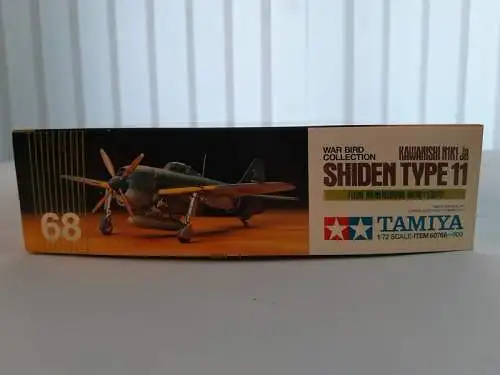 68
WAR BIRD
COLLECTION
KAWANISHI N1K1-Ja
SHIDEN TYPE 11
TAMIYA
1/72 SCALE-ITEM 60768